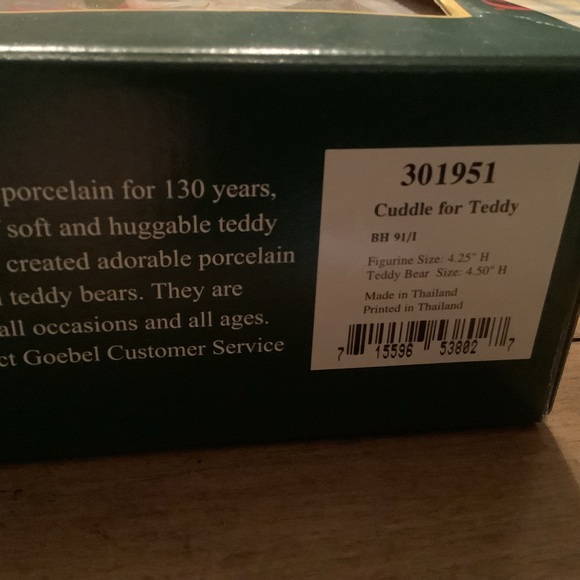 porcelain for 130 years,
soft and huggable teddy
created adorable porcelain
teddy bears. They are
all occasions and all ages.
ct Goebel Customer Service
301951
Cuddle for Teddy
BH 91/I
Figurine Size: 4.25" H
Teddy Bear Size: 4.50" H
Made in Thailand
Printed in Thailand
7 15596 53802 7